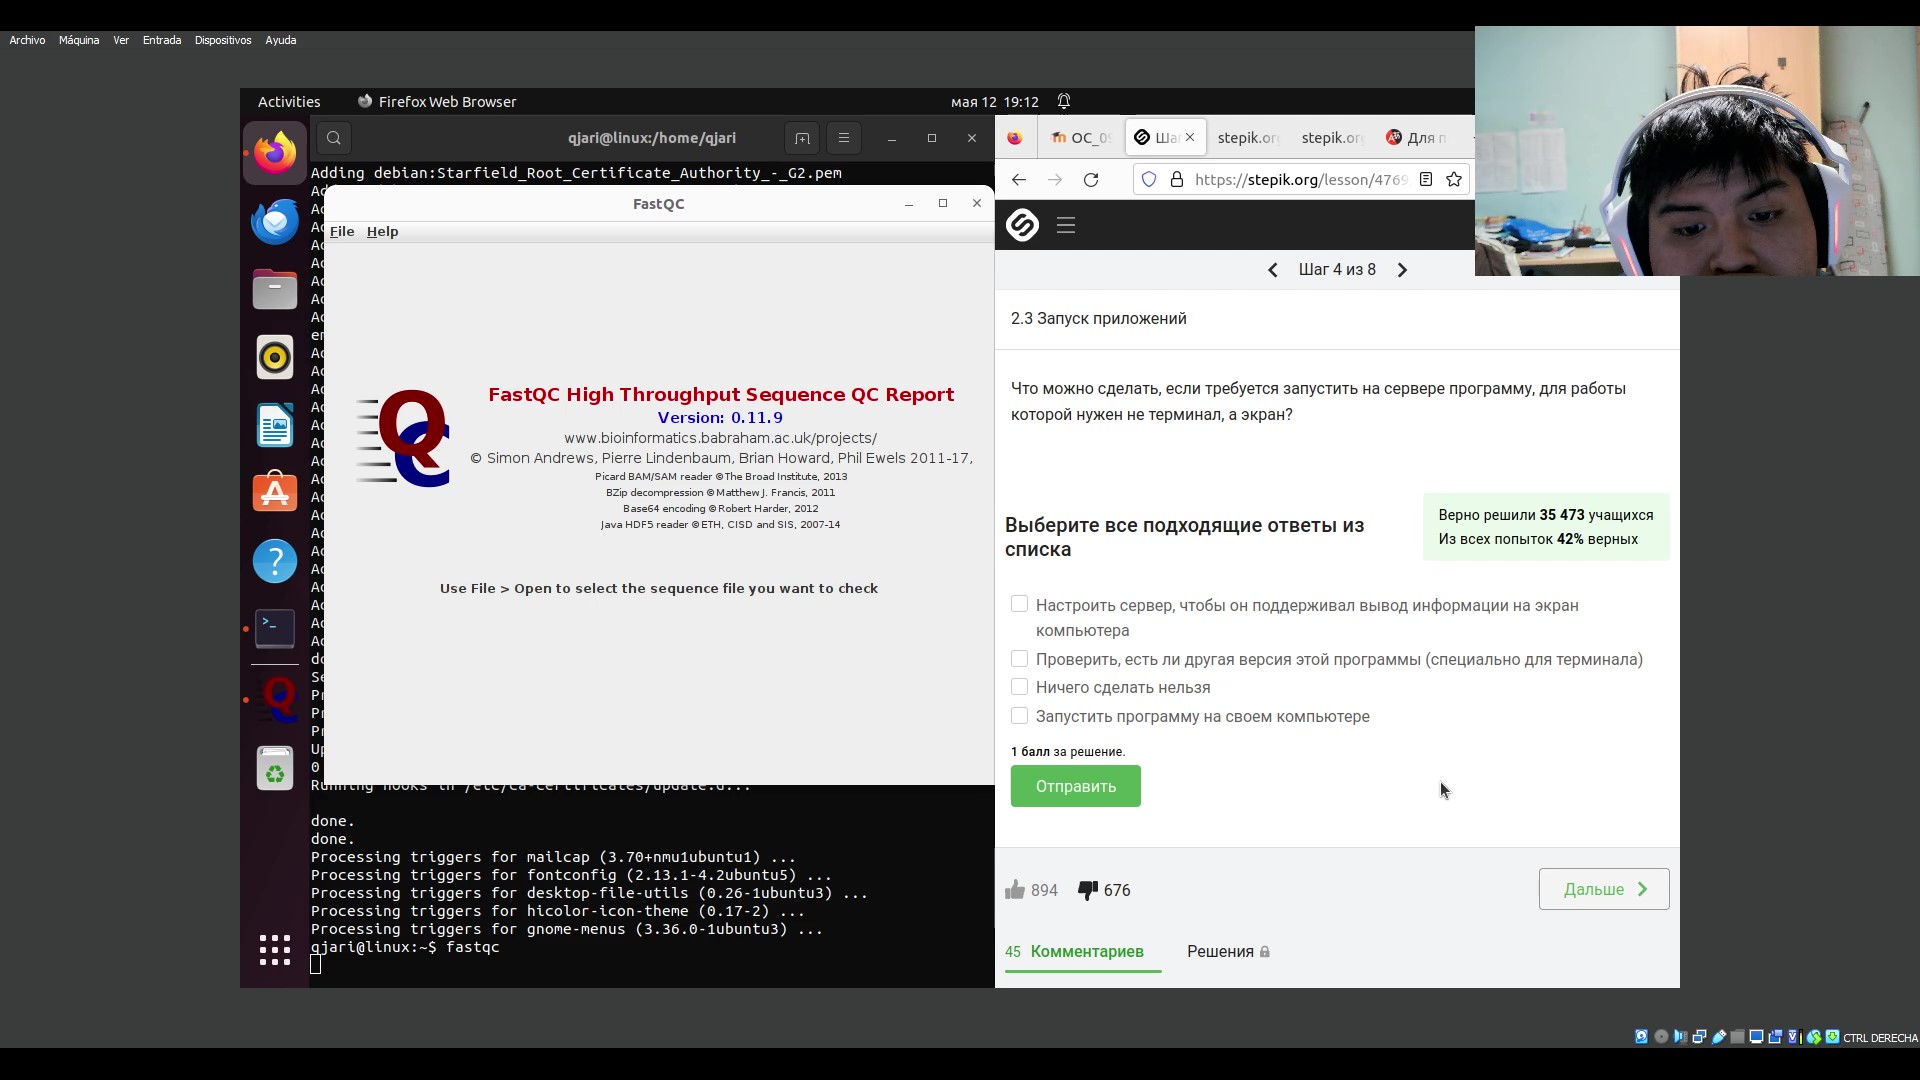 Archivo Máquina Ver Entrada Dispositivos Ayuda
Activities Firefox Web Browser мая 12 19:12
qjari@linux:/home/qjari
Adding debian:Starfield_Root_Certificate_Authority_-_G2.pem
FastQC
File Help
FastQC High Throughput Sequence QC Report
Version: 0.11.9
www.bioinformatics.babraham.ac.uk/projects/
© Simon Andrews, Pierre Lindenbaum, Brian Howard, Phil Ewels 2011-17,
Picard BAM/SAM reader ©The Broad Institute, 2013
BZip decompression ©Matthew J. Francis, 2011
Base64 encoding ©Robert Harder, 2012
Java HDF5 reader ©ETH, CISD and SIS, 2007-14
Use File > Open to select the sequence file you want to check
done.
done.
Processing triggers for mailcap (3.70+nmu1ubuntu1) ...
Processing triggers for fontconfig (2.13.1-4.2ubuntu5) ...
Processing triggers for desktop-file-utils (0.26-1ubuntu3) ...
Processing triggers for hicolor-icon-theme (0.17-2) ...
Processing triggers for gnome-menus (3.36.0-1ubuntu3) ...
qjari@linux:~$ fastqc
ОС_09 Шаг stepik.org stepik.org Для п
https://stepik.org/lesson/4769
Шаг 4 из 8
2.3 Запуск приложений
Что можно сделать, если требуется запустить на сервере программу, для работы
которой нужен не терминал, а экран?
Выберите все подходящие ответы из
списка
Верно решили 35 473 учащихся
Из всех попыток 42% верных
Настроить сервер, чтобы он поддерживал вывод информации на экран
компьютера
Проверить, есть ли другая версия этой программы (специально для терминала)
Ничего сделать нельзя
Запустить программу на своем компьютере
1 балл за решение.
Отправить
894 676
Дальше
45 Комментариев Решения
CTRL DERECHA